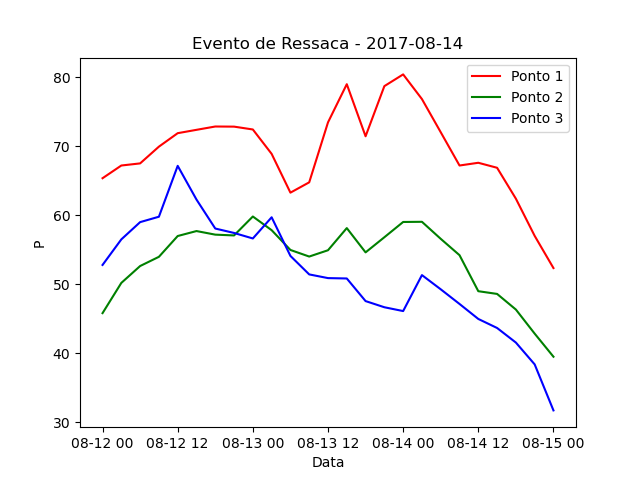 Evento de Ressaca - 2017-08-14
Ponto 1
Ponto 2
Ponto 3
P
80
70
60
50
40
30
08-12 00 08-12 12 08-13 00 08-13 12 08-14 00 08-14 12 08-15 00
Data